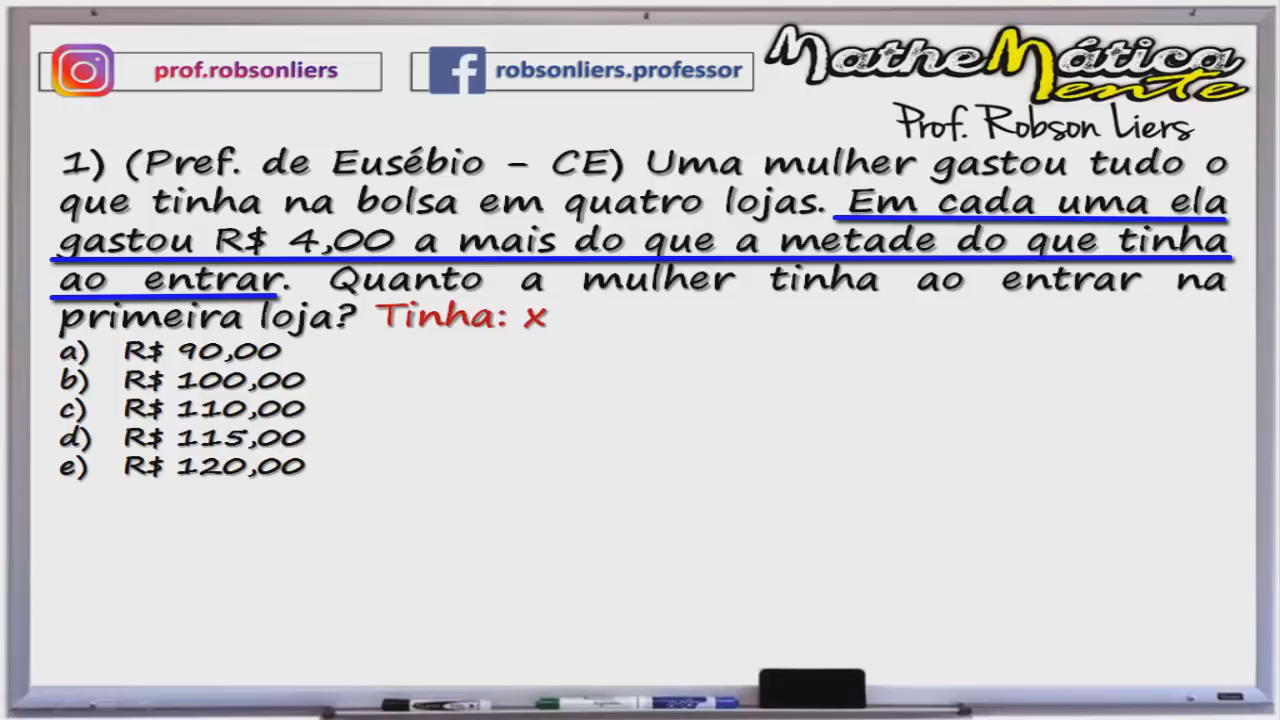 prof.robsonliers
robsonliers.professor
MatheMática
Mente
Prof. Robson Liers
1) (Pref. de Eusébio - CE) Uma mulher gastou tudo o
que tinha na bolsa em quatro lojas. Em cada uma ela
gastou R$ 4,00 a mais do que a metade do que tinha
ao entrar. Quanto a mulher tinha ao entrar na
primeira loja? Tinha: x
a) R$ 90,00
b) R$ 100,00
c) R$ 110,00
d) R$ 115,00
e) R$ 120,00